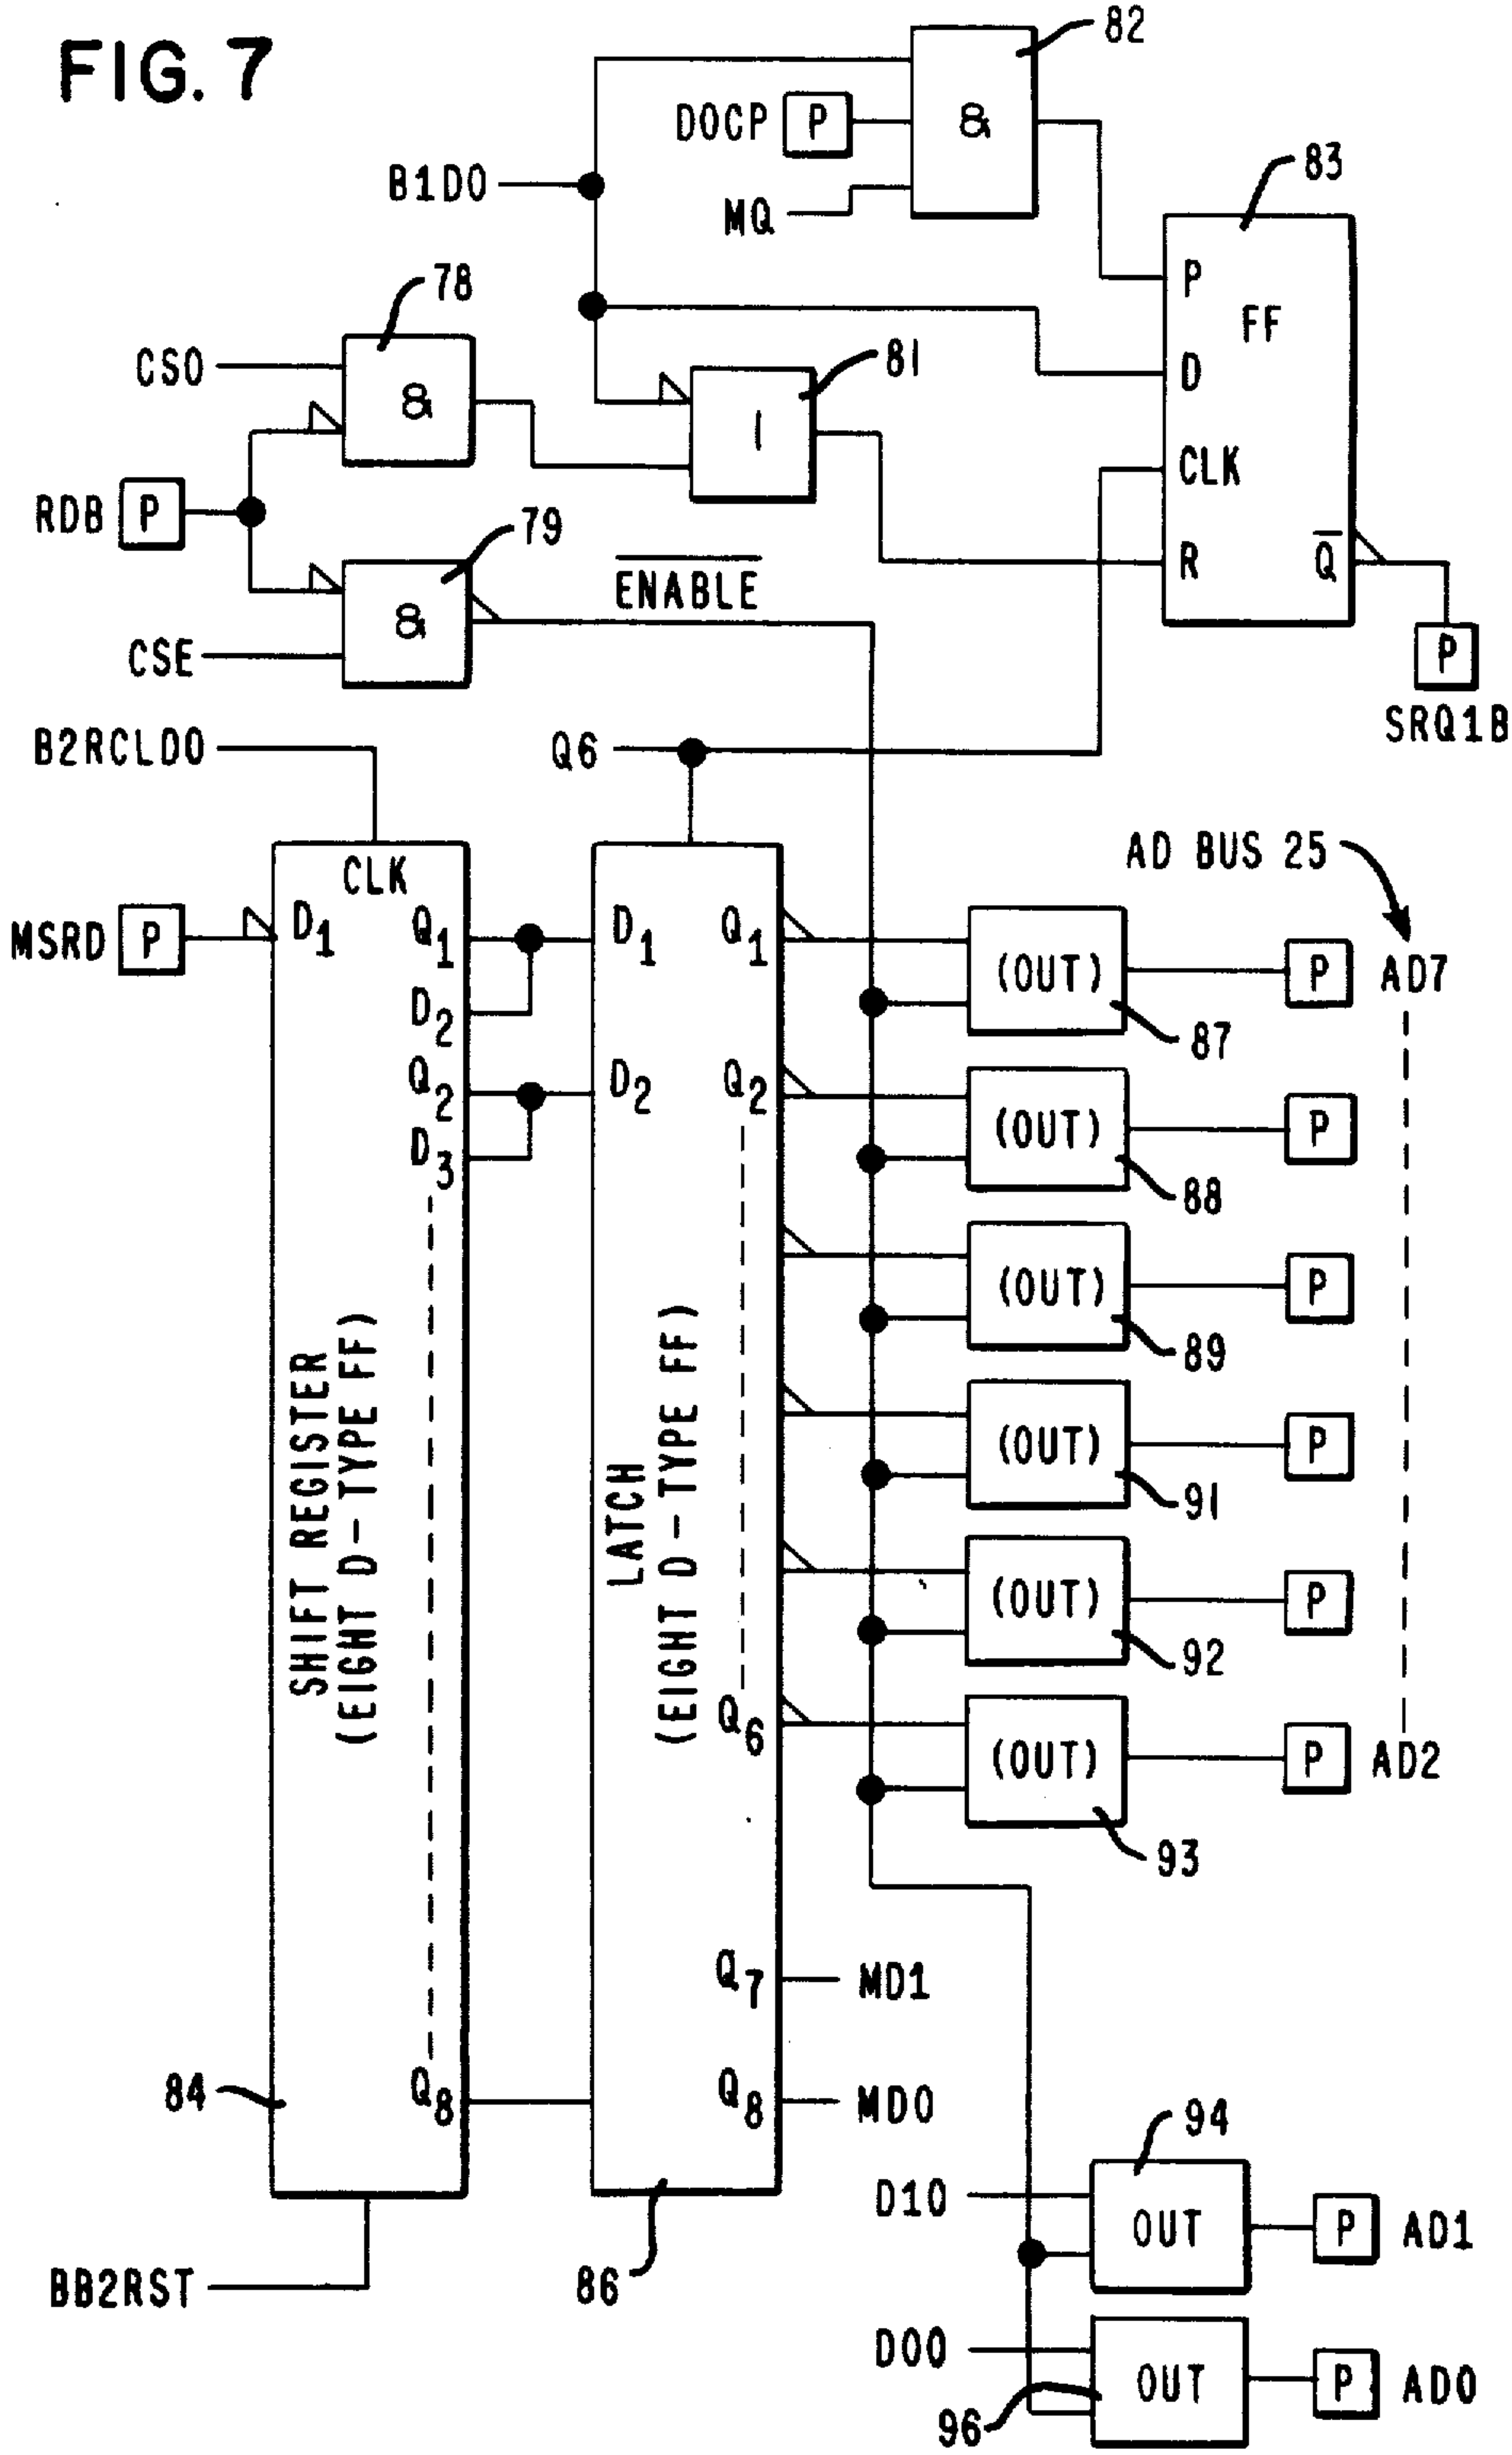 FIG. 7
82
DOCP P
&
B1D0
MQ
83
P
FF
D
CLK
R
Q
78
CSO
&
81
I
RDB P
79
&
ENABLE
CSE
P
SRQ1B
B2RCLD0
Q6
AD BUS 25
CLK
MSRD P
D1
Q1
D2
Q2
D3
SHIFT REGISTER
(EIGHT D-TYPE FF)
Q8
84
BB2RST
D1
D2
Q1
Q2
LATCH
(EIGHT D-TYPE FF)
Q6
Q7
MD1
Q8
MD0
86
(OUT)
P
AD7
87
(OUT)
P
88
(OUT)
P
89
(OUT)
P
91
(OUT)
P
92
(OUT)
P
AD2
93
94
D10
OUT
P
AD1
D00
OUT
P
AD0
96